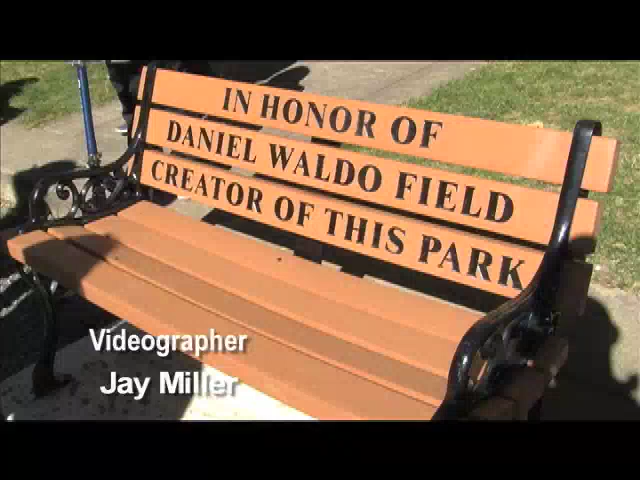 IN HONOR OF
DANIEL WALDO FIELD
CREATOR OF THIS PARK
Videographer
Jay Miller